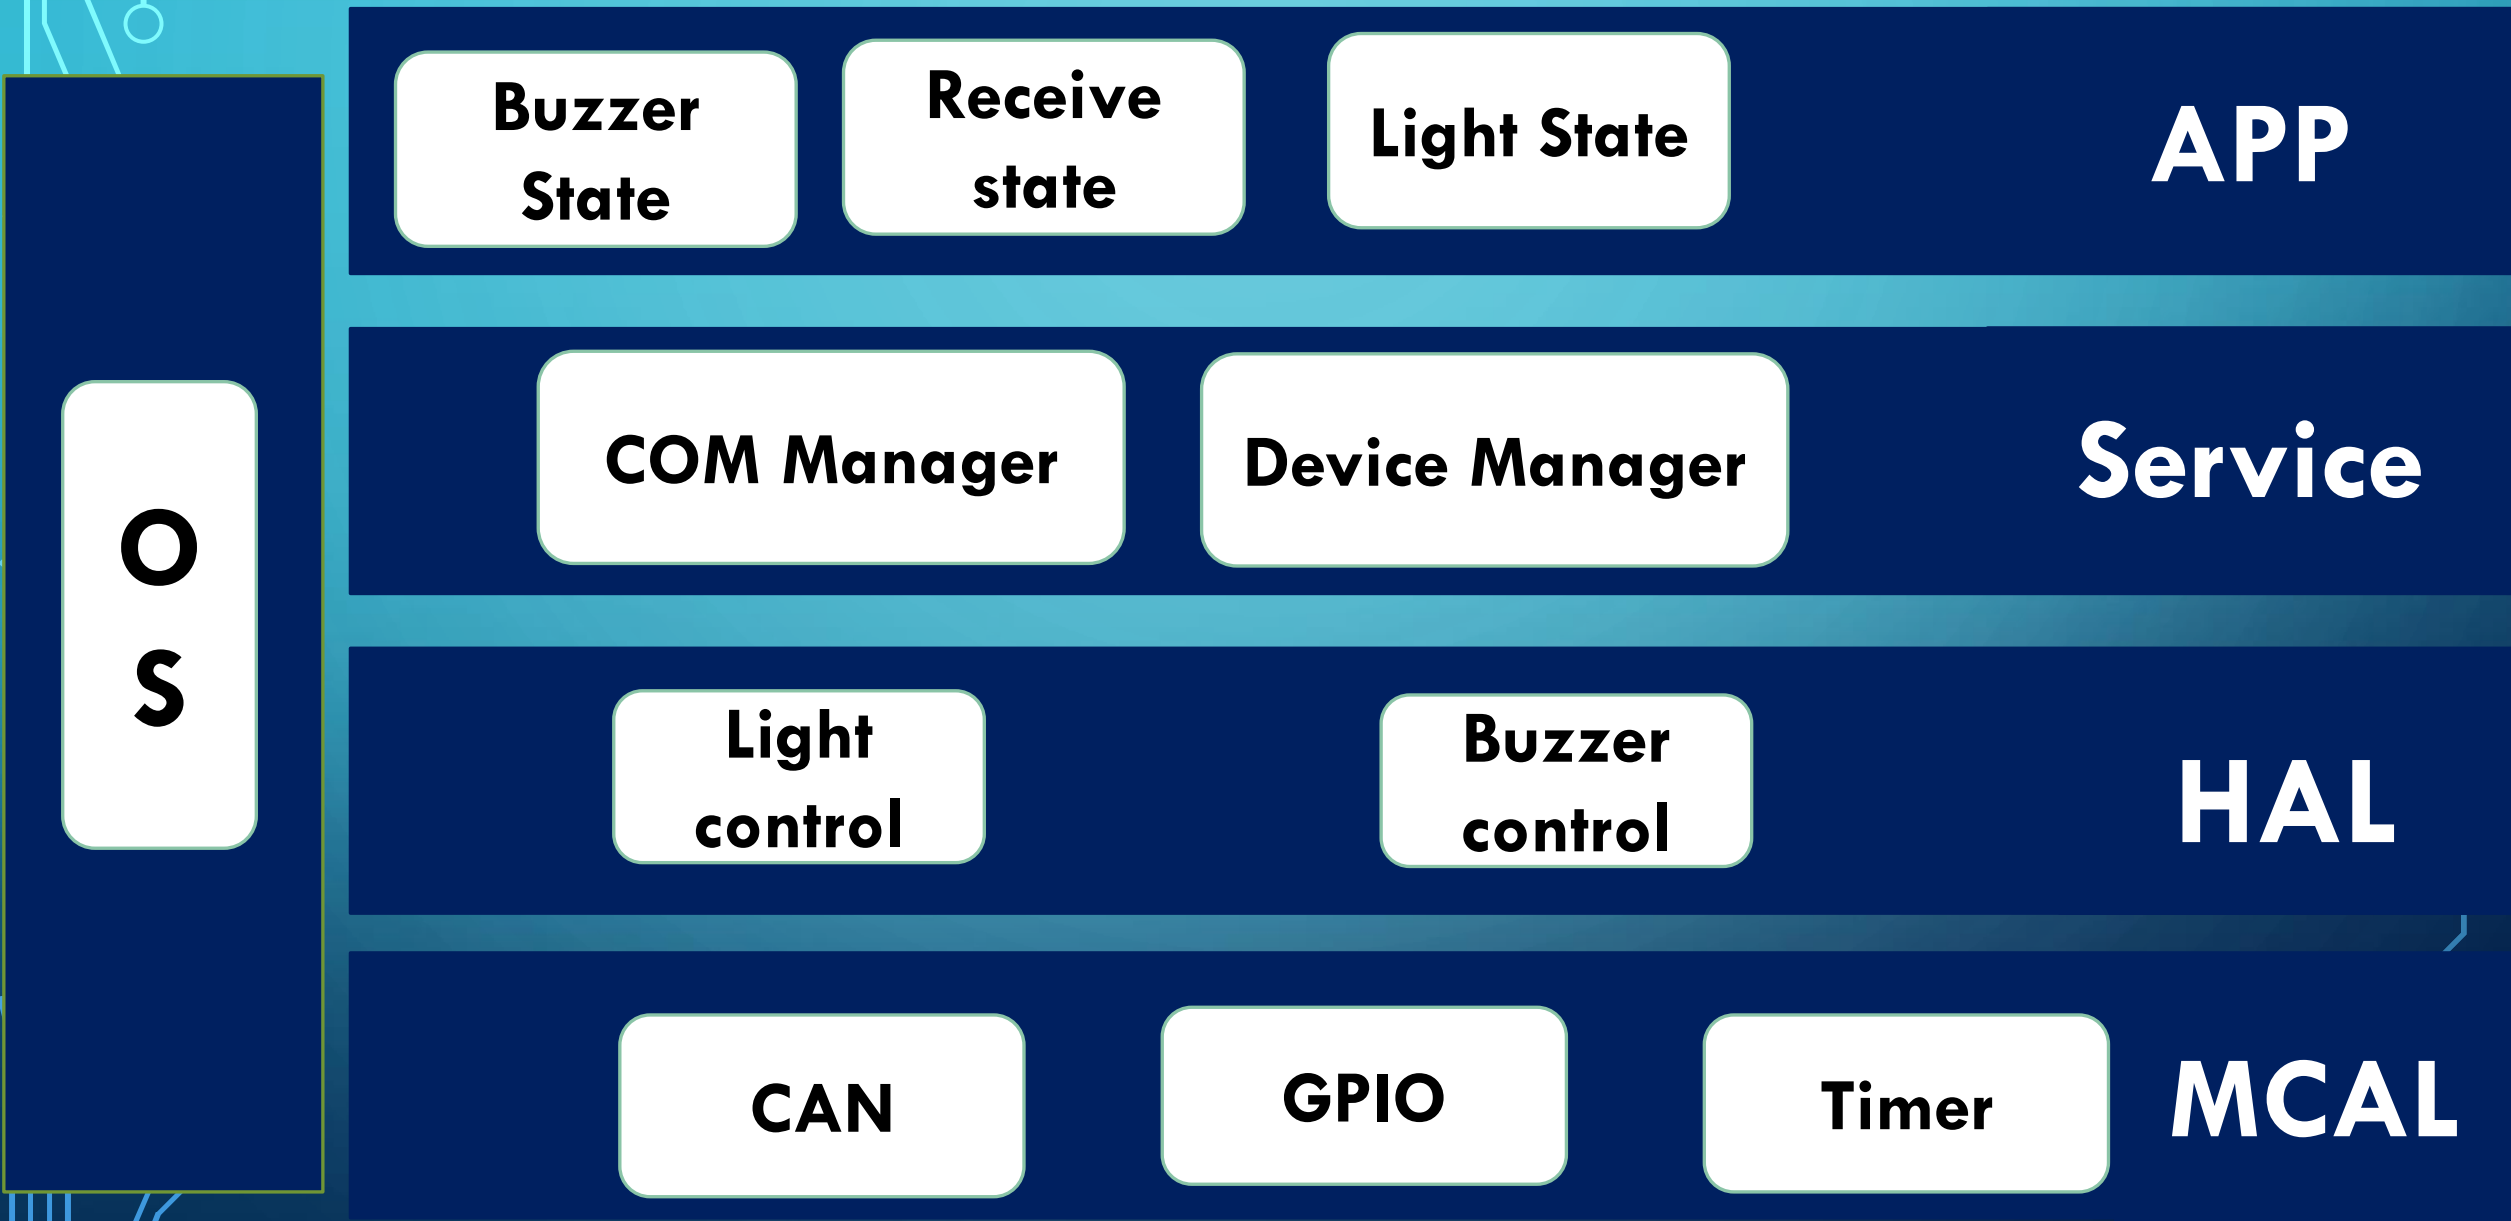 Buzzer
State
Receive
state
Light State
APP
COM Manager
Device Manager
Service
O
S
Light
control
Buzzer
control
HAL
CAN
GPIO
Timer
MCAL